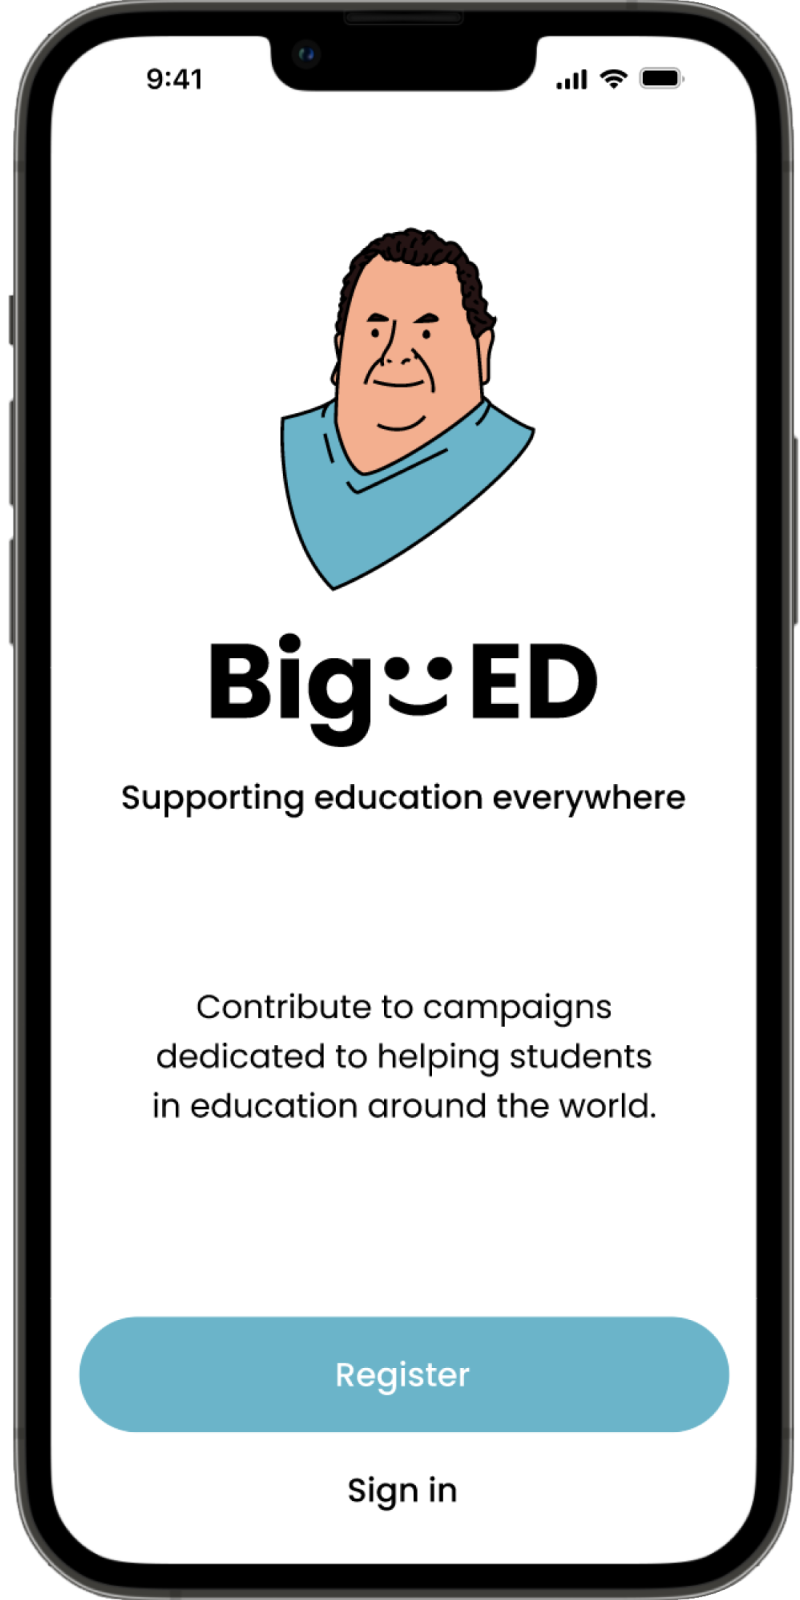 9:41
Big ED
Supporting education everywhere
Contribute to campaigns
dedicated to helping students
in education around the world.
Register
Sign in